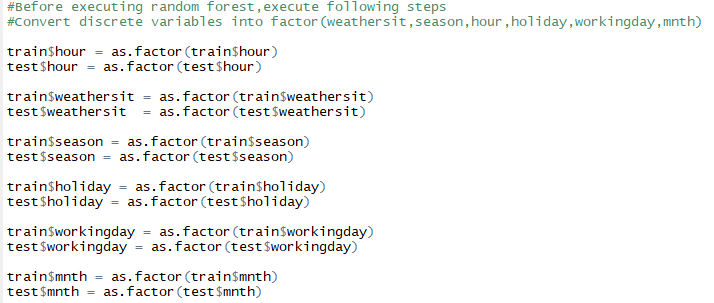 #Before executing random forest,execute following steps
#Convert discrete variables into factor(weathersit,season,hour,holiday,workingday,mnth)
train$hour = as.factor(train$hour)
test$hour = as.factor(test$hour)
train$weathersit = as.factor(train$weathersit)
test$weathersit  = as.factor(test$weathersit)
train$season = as.factor(train$season)
test$season = as.factor(test$season)
train$holiday = as.factor(train$holiday)
test$holiday = as.factor(test$holiday)
train$workingday = as.factor(train$workingday)
test$workingday = as.factor(test$workingday)
train$mnth = as.factor(train$mnth)
test$mnth = as.factor(test$mnth)